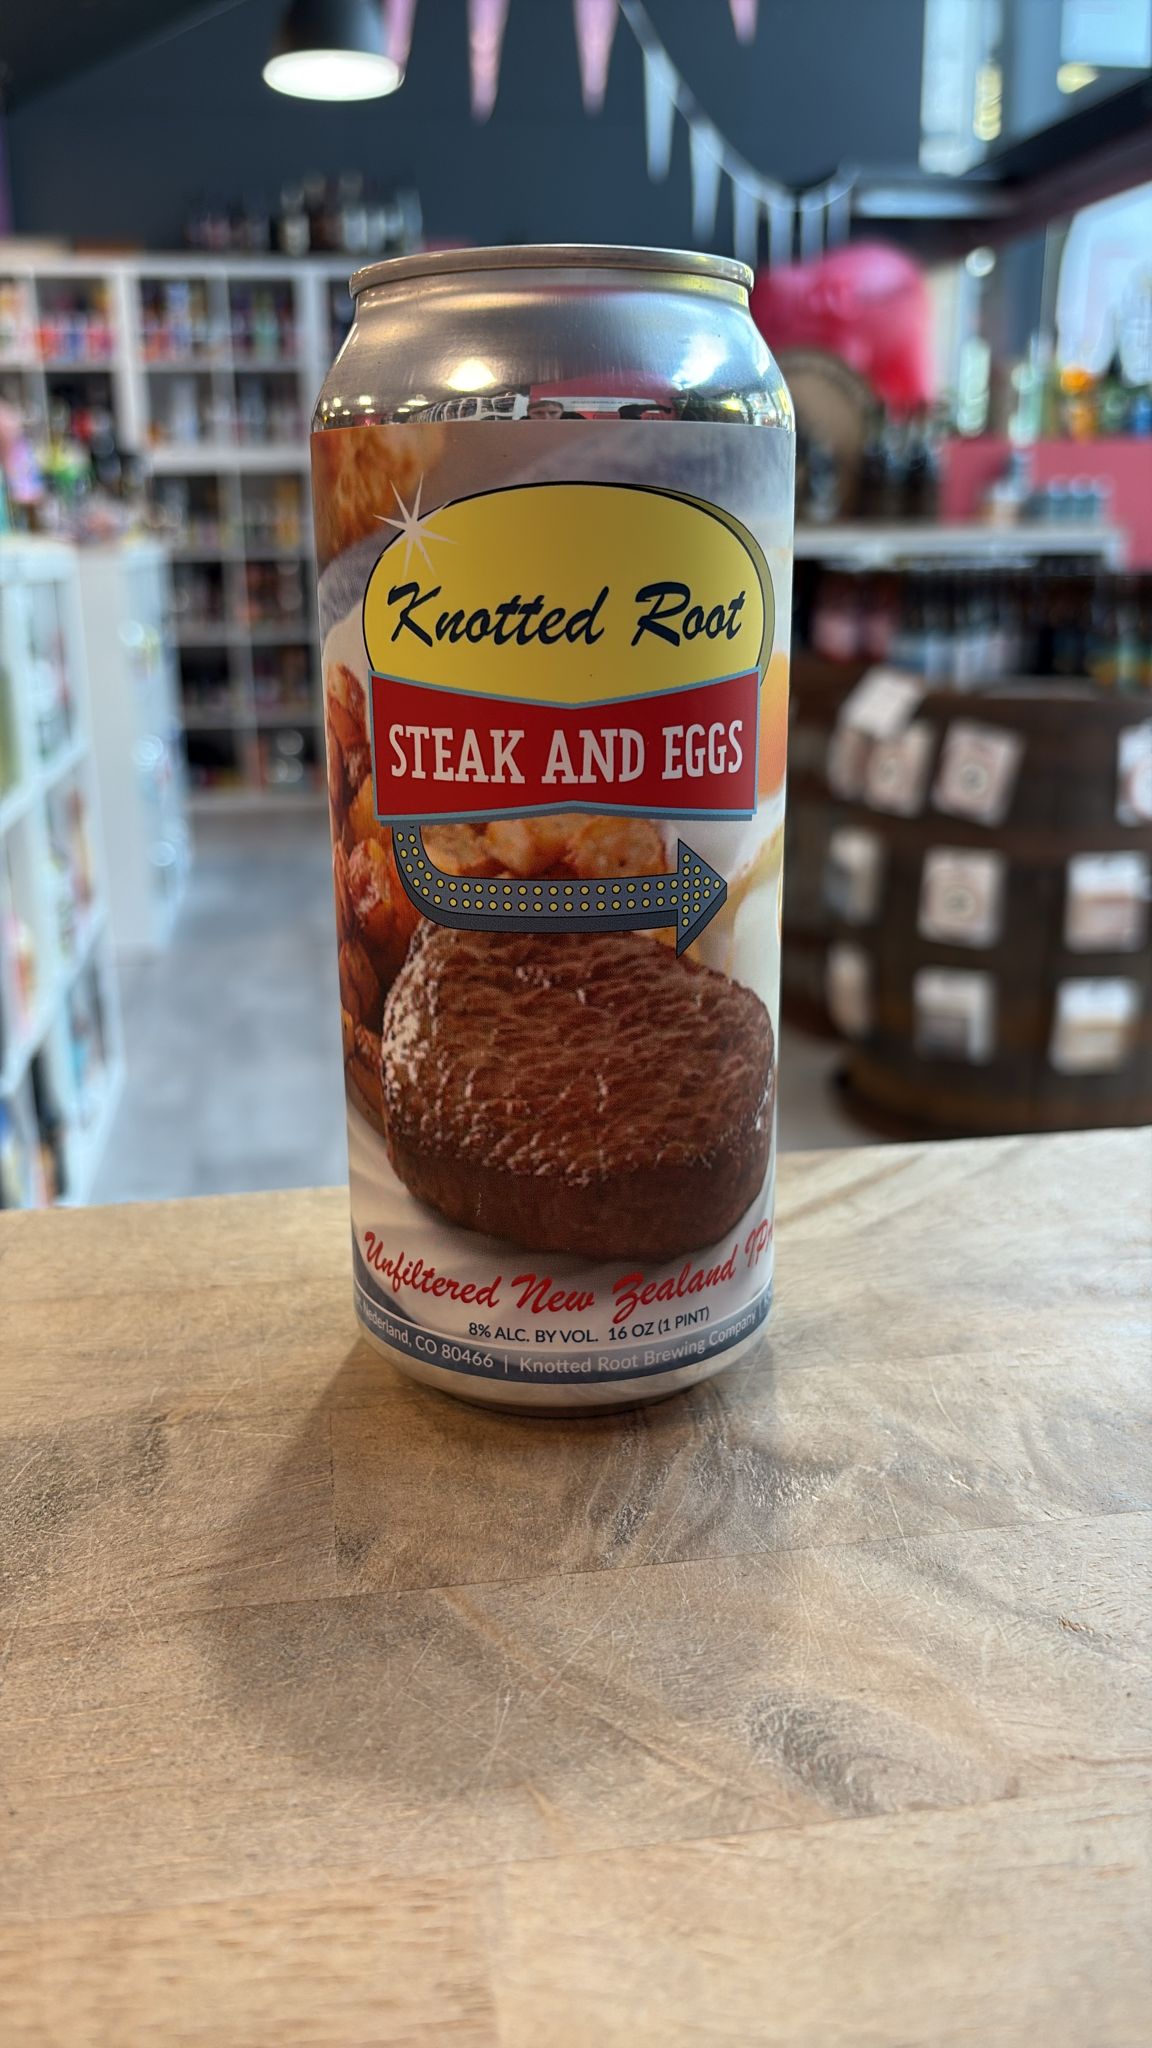 Knotted Root
STEAK AND EGGS
Unfiltered New Zealand IPA
8% ALC. BY VOL. 16 OZ (1 PINT)
Nederland, CO 80466 | Knotted Root Brewing Company |